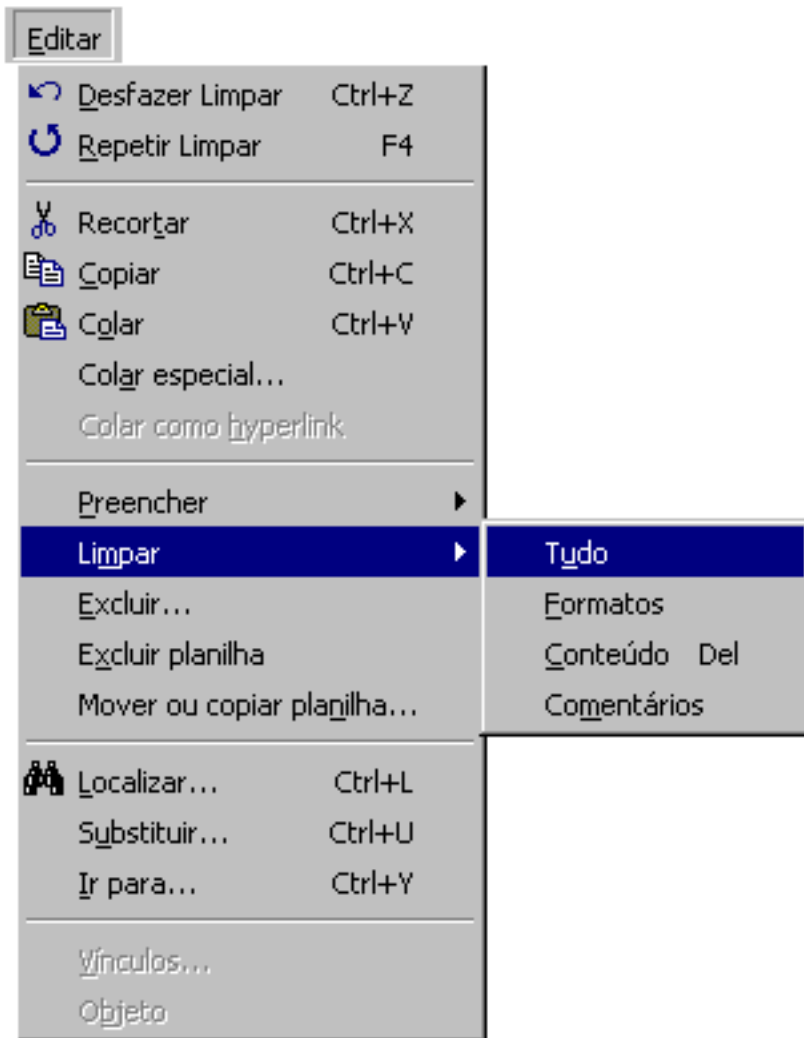 Editar
Desfazer Limpar Ctrl+Z
Repetir Limpar F4
Recortar Ctrl+X
Copiar Ctrl+C
Colar Ctrl+V
Colar especial...
Colar como hyperlink
Preencher
Limpar Tudo
Excluir... Formatos
Excluir planilha Conteúdo Del
Mover ou copiar planilha... Comentários
Localizar... Ctrl+L
Substituir... Ctrl+U
Ir para... Ctrl+Y
Vínculos...
Objeto